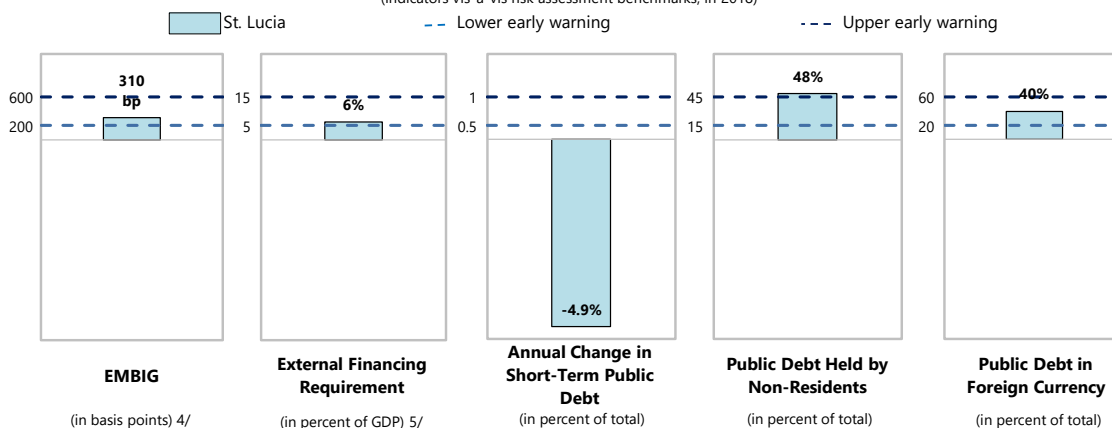 (Indicators vis-à-vis risk assessment benchmarks, in 2018)
St. Lucia
Lower early warning
Upper early warning
310
bp
600
200
EMBIG
(in basis points) 4/
6%
15
5
External Financing
Requirement
(in percent of GDP) 5/
1
0.5
-4.9%
Annual Change in
Short-Term Public
Debt
(in percent of total)
48%
45
15
Public Debt Held by
Non-Residents
(in percent of total)
40%
60
20
Public Debt in
Foreign Currency
(in percent of total)